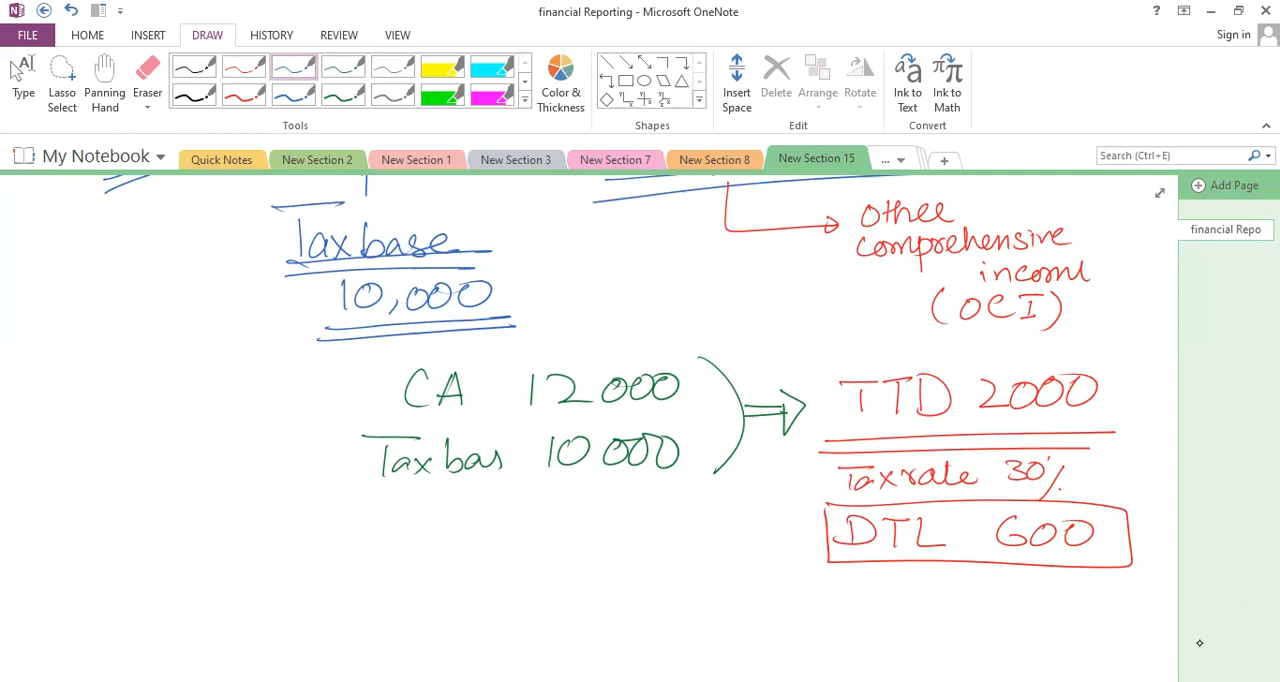 financial Reporting - Microsoft OneNote
?
FILE HOME INSERT DRAW HISTORY REVIEW VIEW
Sign in
Type
Lasso Select
Panning Hand
Eraser
Color & Thickness
Insert Space
Delete
Arrange
Rotate
Ink to Text
Ink to Math
Tools
Shapes
Edit
Convert
My Notebook
Quick Notes
New Section 2
New Section 1
New Section 3
New Section 7
New Section 8
New Section 15
...
Search (Ctrl+E)
Add Page
financial Repo
Other
comprehensive
income
(OCI)
Tax base
10,000
CA 12000
Tax bas 10 000
TTD 2000
Tax rate 30%
DTL 600